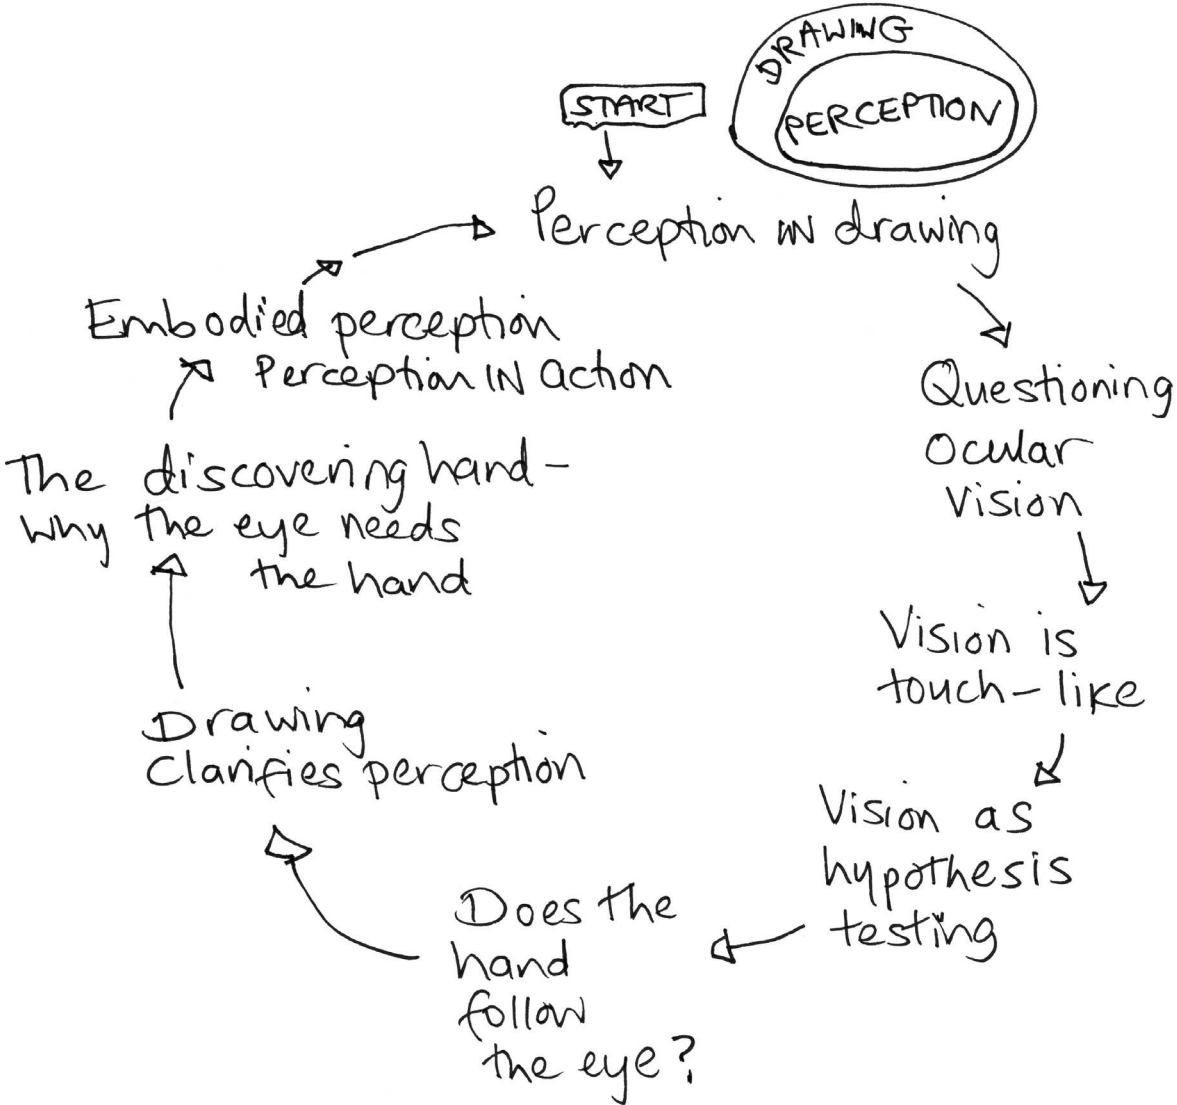 DRAWING
PERCEPTION
START
Perception IN drawing
Questioning
Ocular
Vision
Vision is
touch-like
Vision as
hypothesis
testing
Does the
hand
follow
the eye?
Drawing
Clarifies perception
The discovering hand-
Why the eye needs
the hand
Embodied perception
Perception IN action